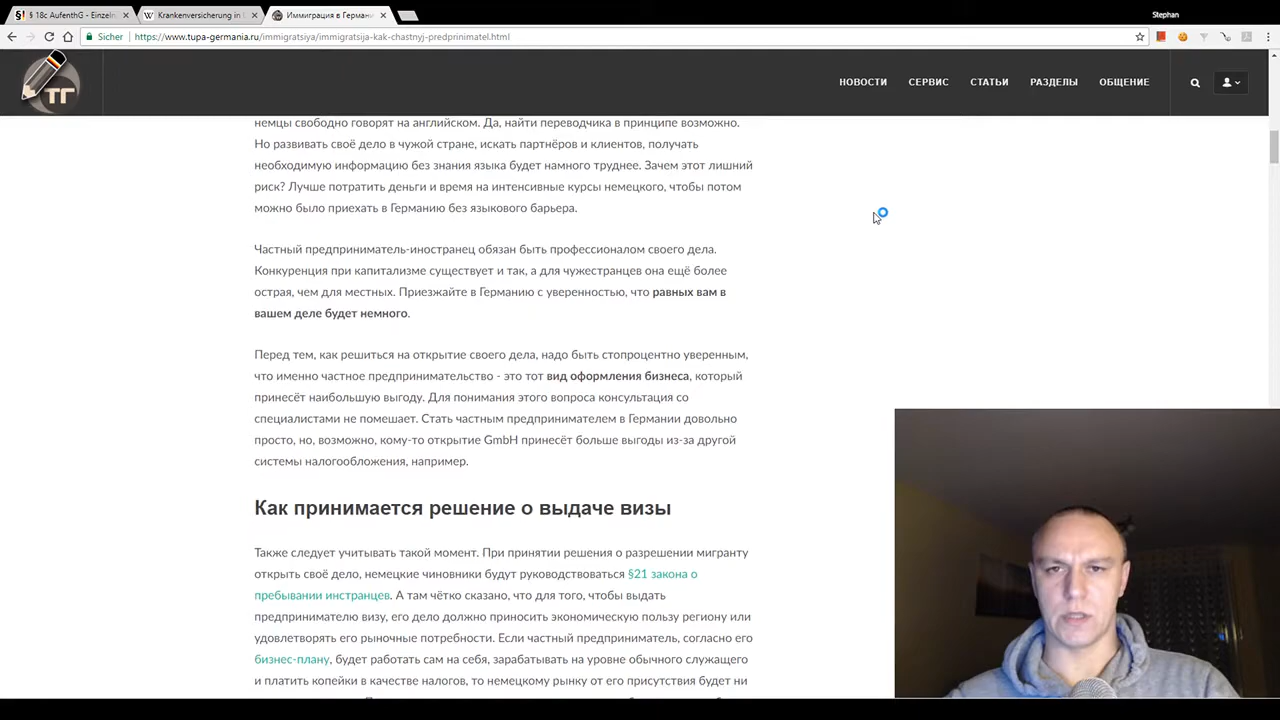 Stephan
§ 18c AufenthG - Einzeln
Krankenversicherung in
Иммиграция в Германи
Sicher
https://www.tupa-germania.ru/immigratsiya/immigratsija-kak-chastnyj-predprinimatel.html
ТГ
НОВОСТИ СЕРВИС СТАТЬИ РАЗДЕЛЫ ОБЩЕНИЕ
немцы свободно говорят на английском. Да, найти переводчика в принципе возможно.
Но развивать своё дело в чужой стране, искать партнёров и клиентов, получать
необходимую информацию без знания языка будет намного труднее. Зачем этот лишний
риск? Лучше потратить деньги и время на интенсивные курсы немецкого, чтобы потом
можно было приехать в Германию без языкового барьера.
Частный предприниматель-иностранец обязан быть профессионалом своего дела.
Конкуренция при капитализме существует и так, а для чужестранцев она ещё более
острая, чем для местных. Приезжайте в Германию с уверенностью, что равных вам в
вашем деле будет немного.
Перед тем, как решиться на открытие своего дела, надо быть стопроцентно уверенным,
что именно частное предпринимательство - это тот вид оформления бизнеса, который
принесёт наибольшую выгоду. Для понимания этого вопроса консультация со
специалистами не помешает. Стать частным предпринимателем в Германии довольно
просто, но, возможно, кому-то открытие GmbH принесёт больше выгоды из-за другой
системы налогообложения, например.
Как принимается решение о выдаче визы
Также следует учитывать такой момент. При принятии решения о разрешении мигранту
открыть своё дело, немецкие чиновники будут руководствоваться §21 закона о
пребывании инстранцев. А там чётко сказано, что для того, чтобы выдать
предпринимателю визу, его дело должно приносить экономическую пользу региону или
удовлетворять его рыночные потребности. Если частный предприниматель, согласно его
бизнес-плану, будет работать сам на себя, зарабатывать на уровне обычного служащего
и платить копейки в качестве налогов, то немецкому рынку от его присутствия будет ни